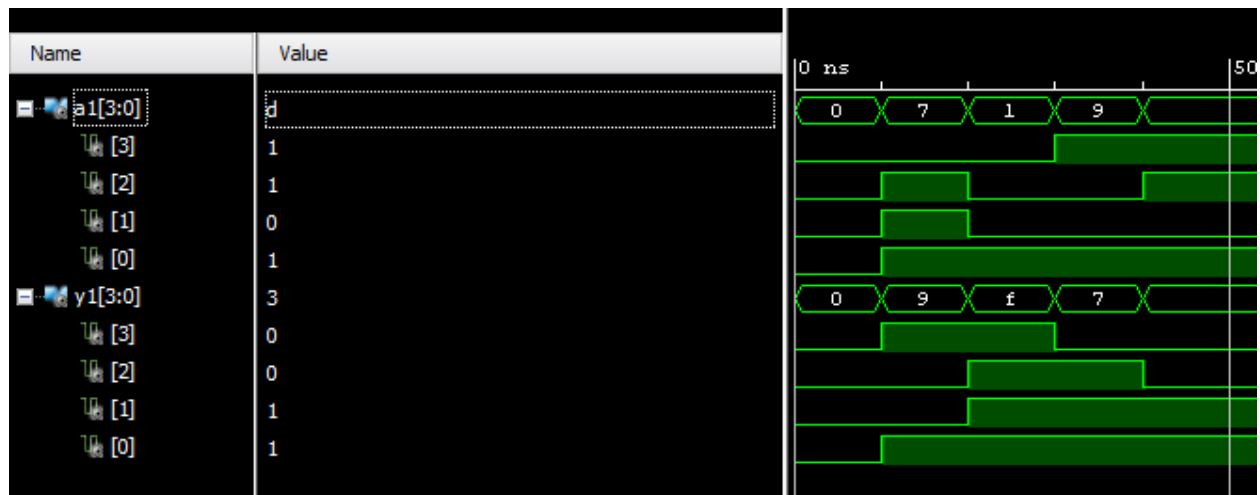 Name Value
0 ns 50
a1[3:0] d 0 7 1 9
[3] 1
[2] 1
[1] 0
[0] 1
y1[3:0] 3 0 9 f 7
[3] 0
[2] 0
[1] 1
[0] 1